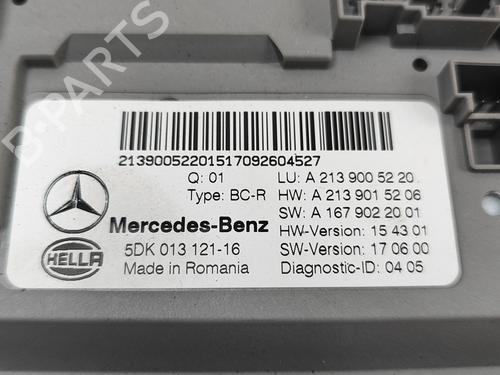 2139005220151709260 4527
Q: 01
Type: BC-R
LU: A 213 900 52 20
HW: A 213 901 52 06
SW: A 167 902 20 01
HW-Version: 15 43 01
SW-Version: 17 06 00
Diagnostic-ID: 04 05
Mercedes-Benz
5DK 013 121-16
Made in Romania
HELLA
B-PARTS